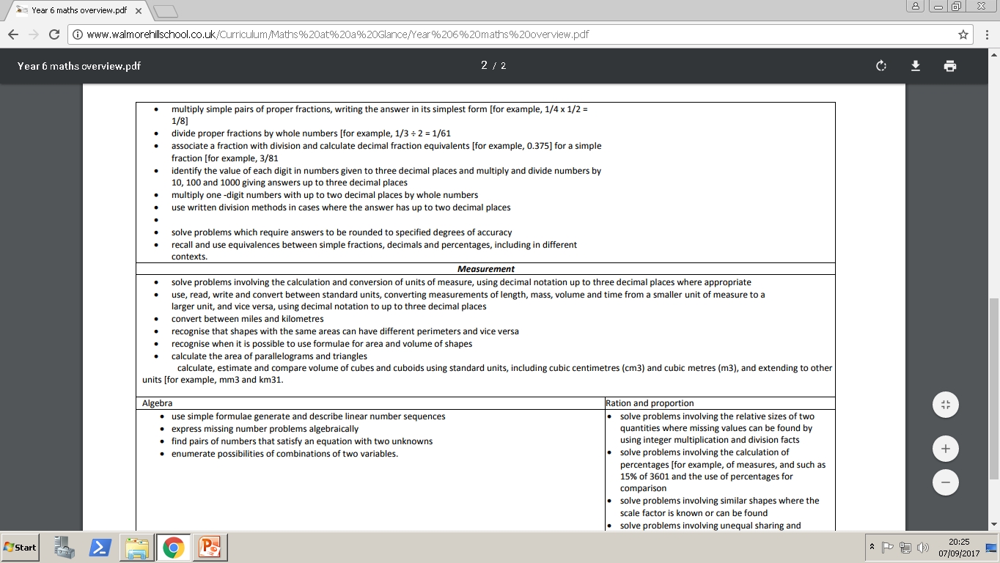 Year 6 maths overview.pdf
www.walmorehillschool.co.uk/Curriculum/Maths%20at%20a%20Glance/Year%206%20maths%20overview.pdf
Year 6 maths overview.pdf
2 / 2
• multiply simple pairs of proper fractions, writing the answer in its simplest form [for example, 1/4 x 1/2 =
1/8]
• divide proper fractions by whole numbers [for example, 1/3 ÷ 2 = 1/61
• associate a fraction with division and calculate decimal fraction equivalents [for example, 0.375] for a simple
fraction [for example, 3/81
• identify the value of each digit in numbers given to three decimal places and multiply and divide numbers by
10, 100 and 1000 giving answers up to three decimal places
• multiply one -digit numbers with up to two decimal places by whole numbers
• use written division methods in cases where the answer has up to two decimal places
•
• solve problems which require answers to be rounded to specified degrees of accuracy
• recall and use equivalences between simple fractions, decimals and percentages, including in different
contexts.
Measurement
• solve problems involving the calculation and conversion of units of measure, using decimal notation up to three decimal places where appropriate
• use, read, write and convert between standard units, converting measurements of length, mass, volume and time from a smaller unit of measure to a
larger unit, and vice versa, using decimal notation to up to three decimal places
• convert between miles and kilometres
• recognise that shapes with the same areas can have different perimeters and vice versa
• recognise when it is possible to use formulae for area and volume of shapes
• calculate the area of parallelograms and triangles
calculate, estimate and compare volume of cubes and cuboids using standard units, including cubic centimetres (cm3) and cubic metres (m3), and extending to other
units [for example, mm3 and km31.
Algebra
• use simple formulae generate and describe linear number sequences
• express missing number problems algebraically
• find pairs of numbers that satisfy an equation with two unknowns
• enumerate possibilities of combinations of two variables.
Ration and proportion
• solve problems involving the relative sizes of two
quantities where missing values can be found by
using integer multiplication and division facts
• solve problems involving the calculation of
percentages [for example, of measures, and such as
15% of 3601 and the use of percentages for
comparison
• solve problems involving similar shapes where the
scale factor is known or can be found
• solve problems involving unequal sharing and
Start
20:25
07/09/2017